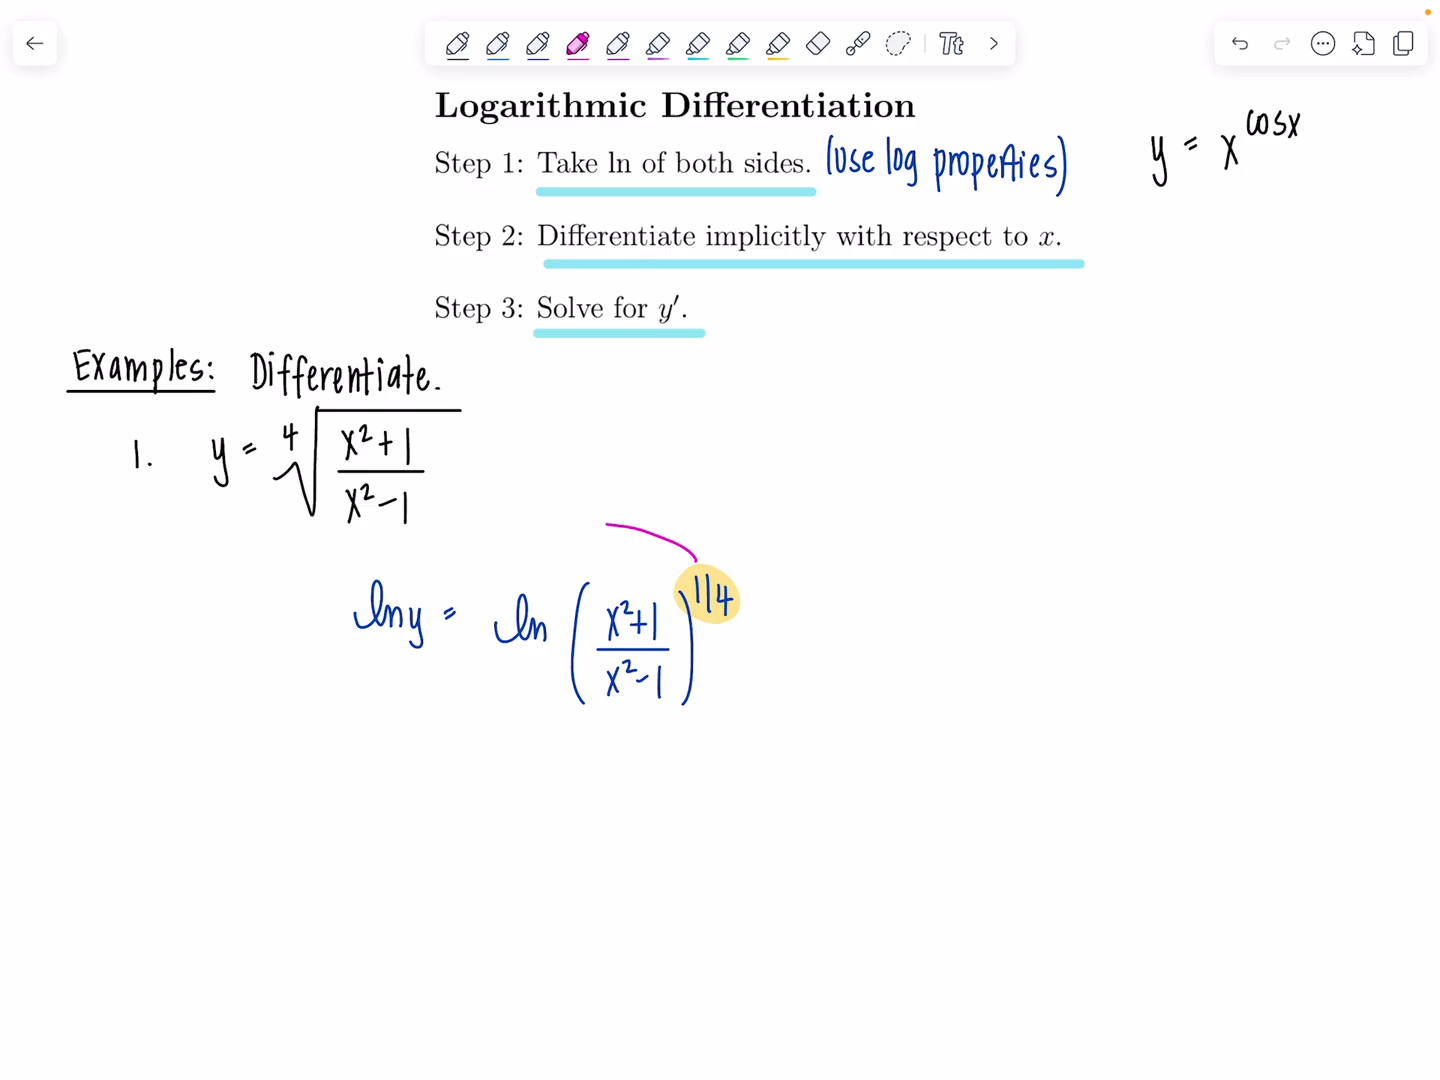 Tt
Logarithmic Differentiation
Step 1: Take ln of both sides. (use log properties)
y = x^cosx
Step 2: Differentiate implicitly with respect to x.
Step 3: Solve for y′.
Examples: Differentiate.
1. y = ⁴√((x²+1)/(x²-1))
ln y = ln ((x²+1)/(x²-1))^1/4